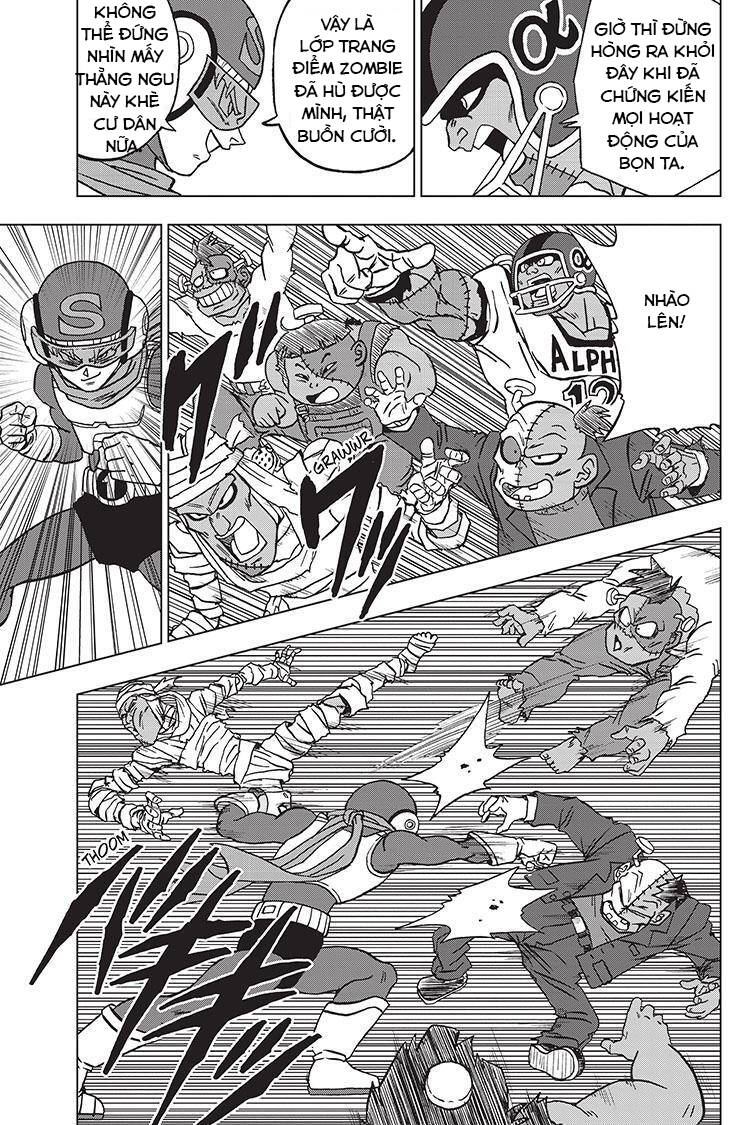 GIỜ THÌ ĐỪNG
HÒNG RA KHỎI
ĐÂY KHI ĐÃ
CHỨNG KIẾN
MỌI HOẠT
ĐỘNG CỦA
BỌN TA.
α
VẬY LÀ
LỚP TRANG
ĐIỂM ZOMBIE
ĐÃ HÙ ĐƯỢC
MÌNH, THẬT
BUỒN CƯỜI.
KHÔNG
THỂ ĐỨNG
NHÌN MẤY
THẰNG NGU
NÀY KHÈ
CƯ DÂN
NỮA.
S
NHÀO
LÊN!
α
ALPH
12
GRAWWR
S
THOOM